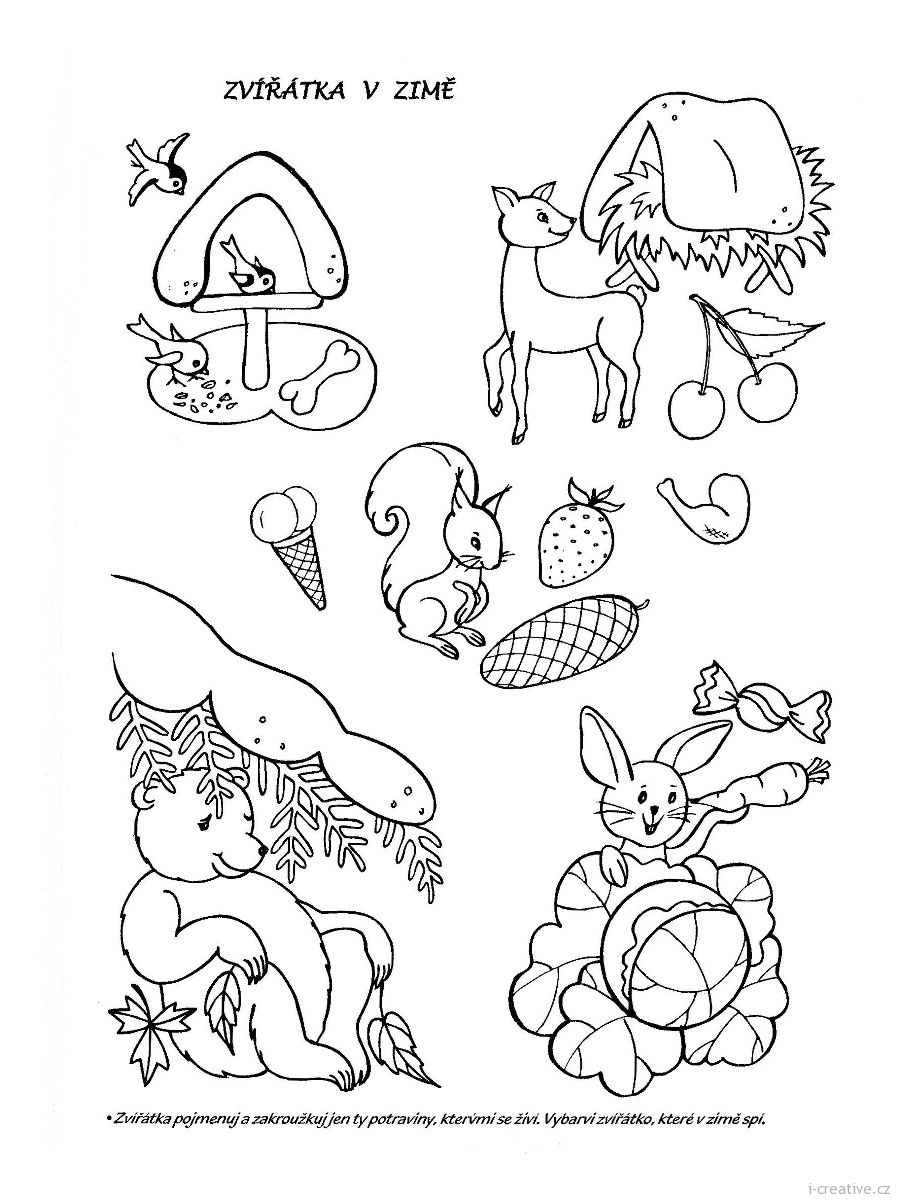 ZVÍŘÁTKA V ZIMĚ
• Zvířátka pojmenuj a zakroužkuj jen ty potraviny, kterými se živí. Vybarvi zvířátko, které v zimě spí.
i-creative.cz